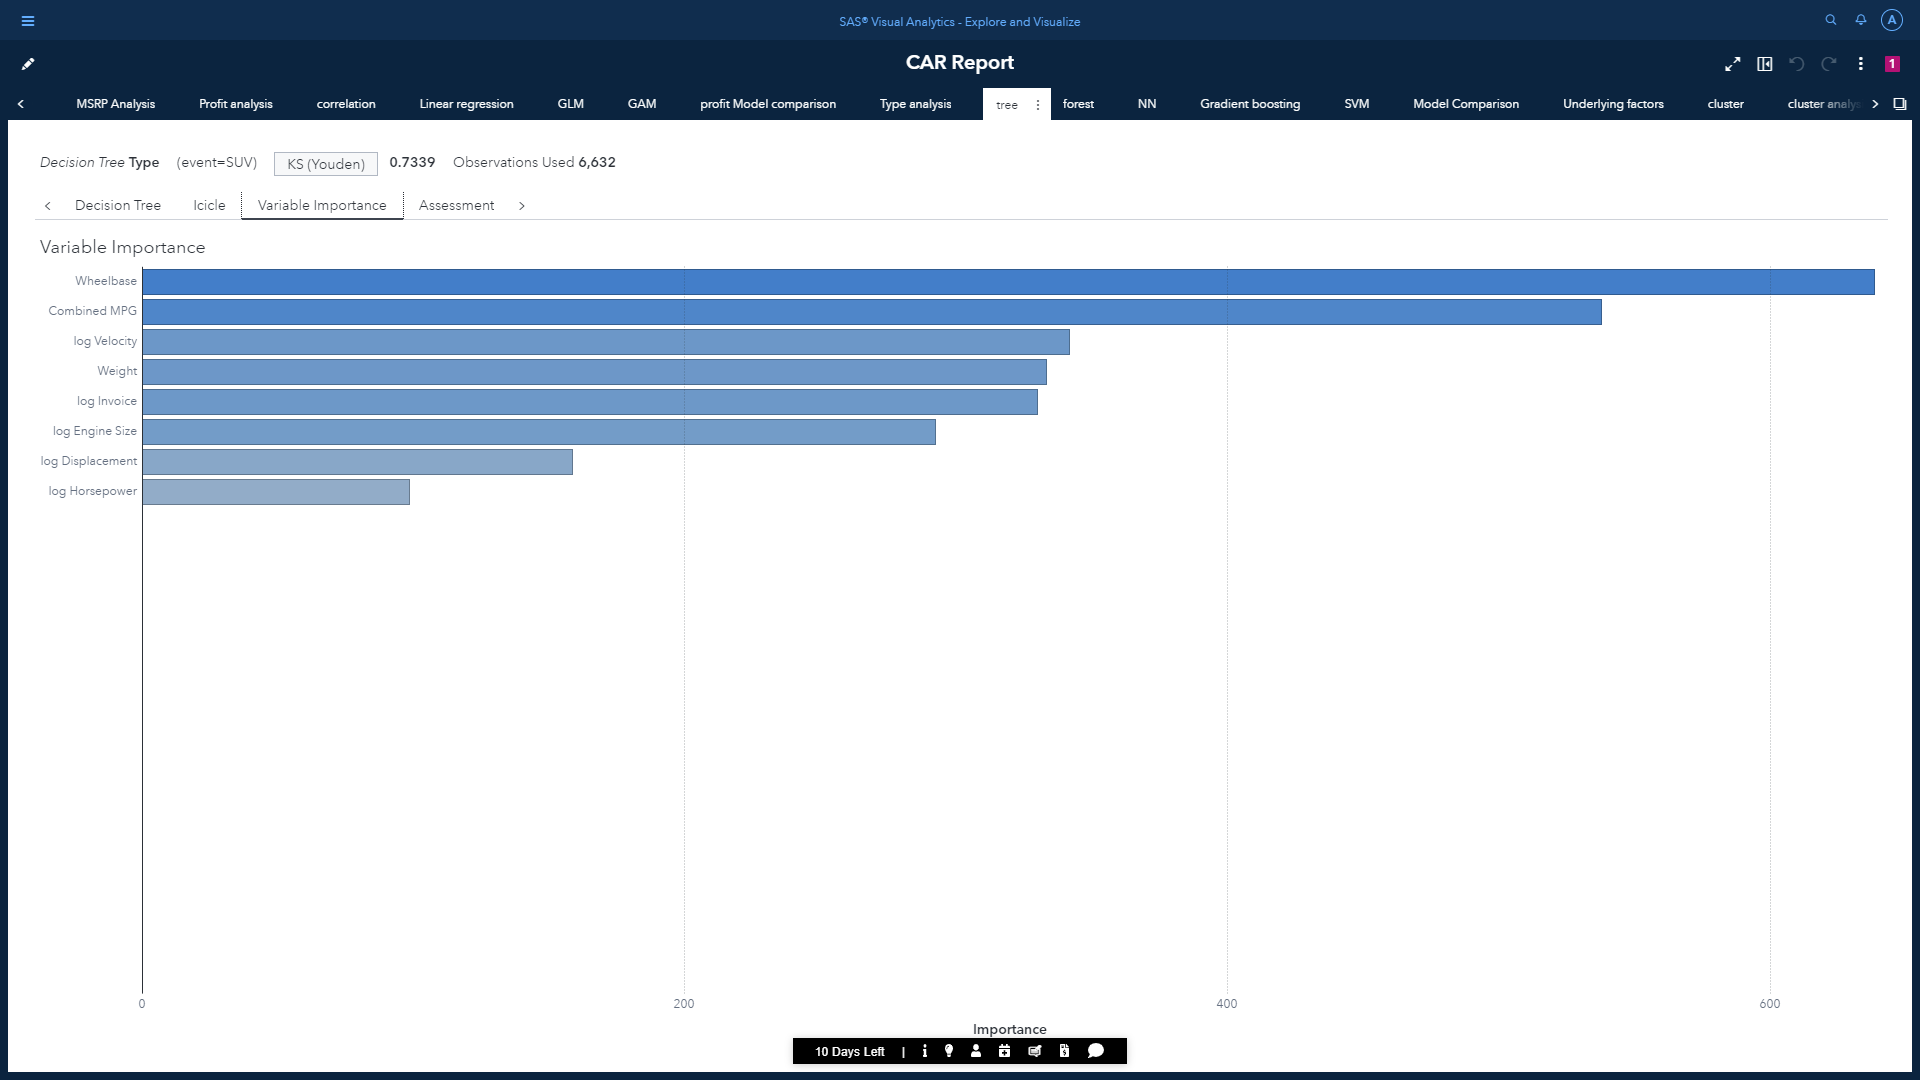 SAS® Visual Analytics - Explore and Visualize
A
CAR Report
1
MSRP Analysis Profit analysis correlation Linear regression GLM GAM profit Model comparison Type analysis tree forest NN Gradient boosting SVM Model Comparison Underlying factors cluster cluster analy
Decision Tree Type (event=SUV) KS (Youden) 0.7339 Observations Used 6,632
Decision Tree Icicle Variable Importance Assessment
Variable Importance
Wheelbase
Combined MPG
log Velocity
Weight
log Invoice
log Engine Size
log Displacement
log Horsepower
0 200 400 600
Importance
10 Days Left |